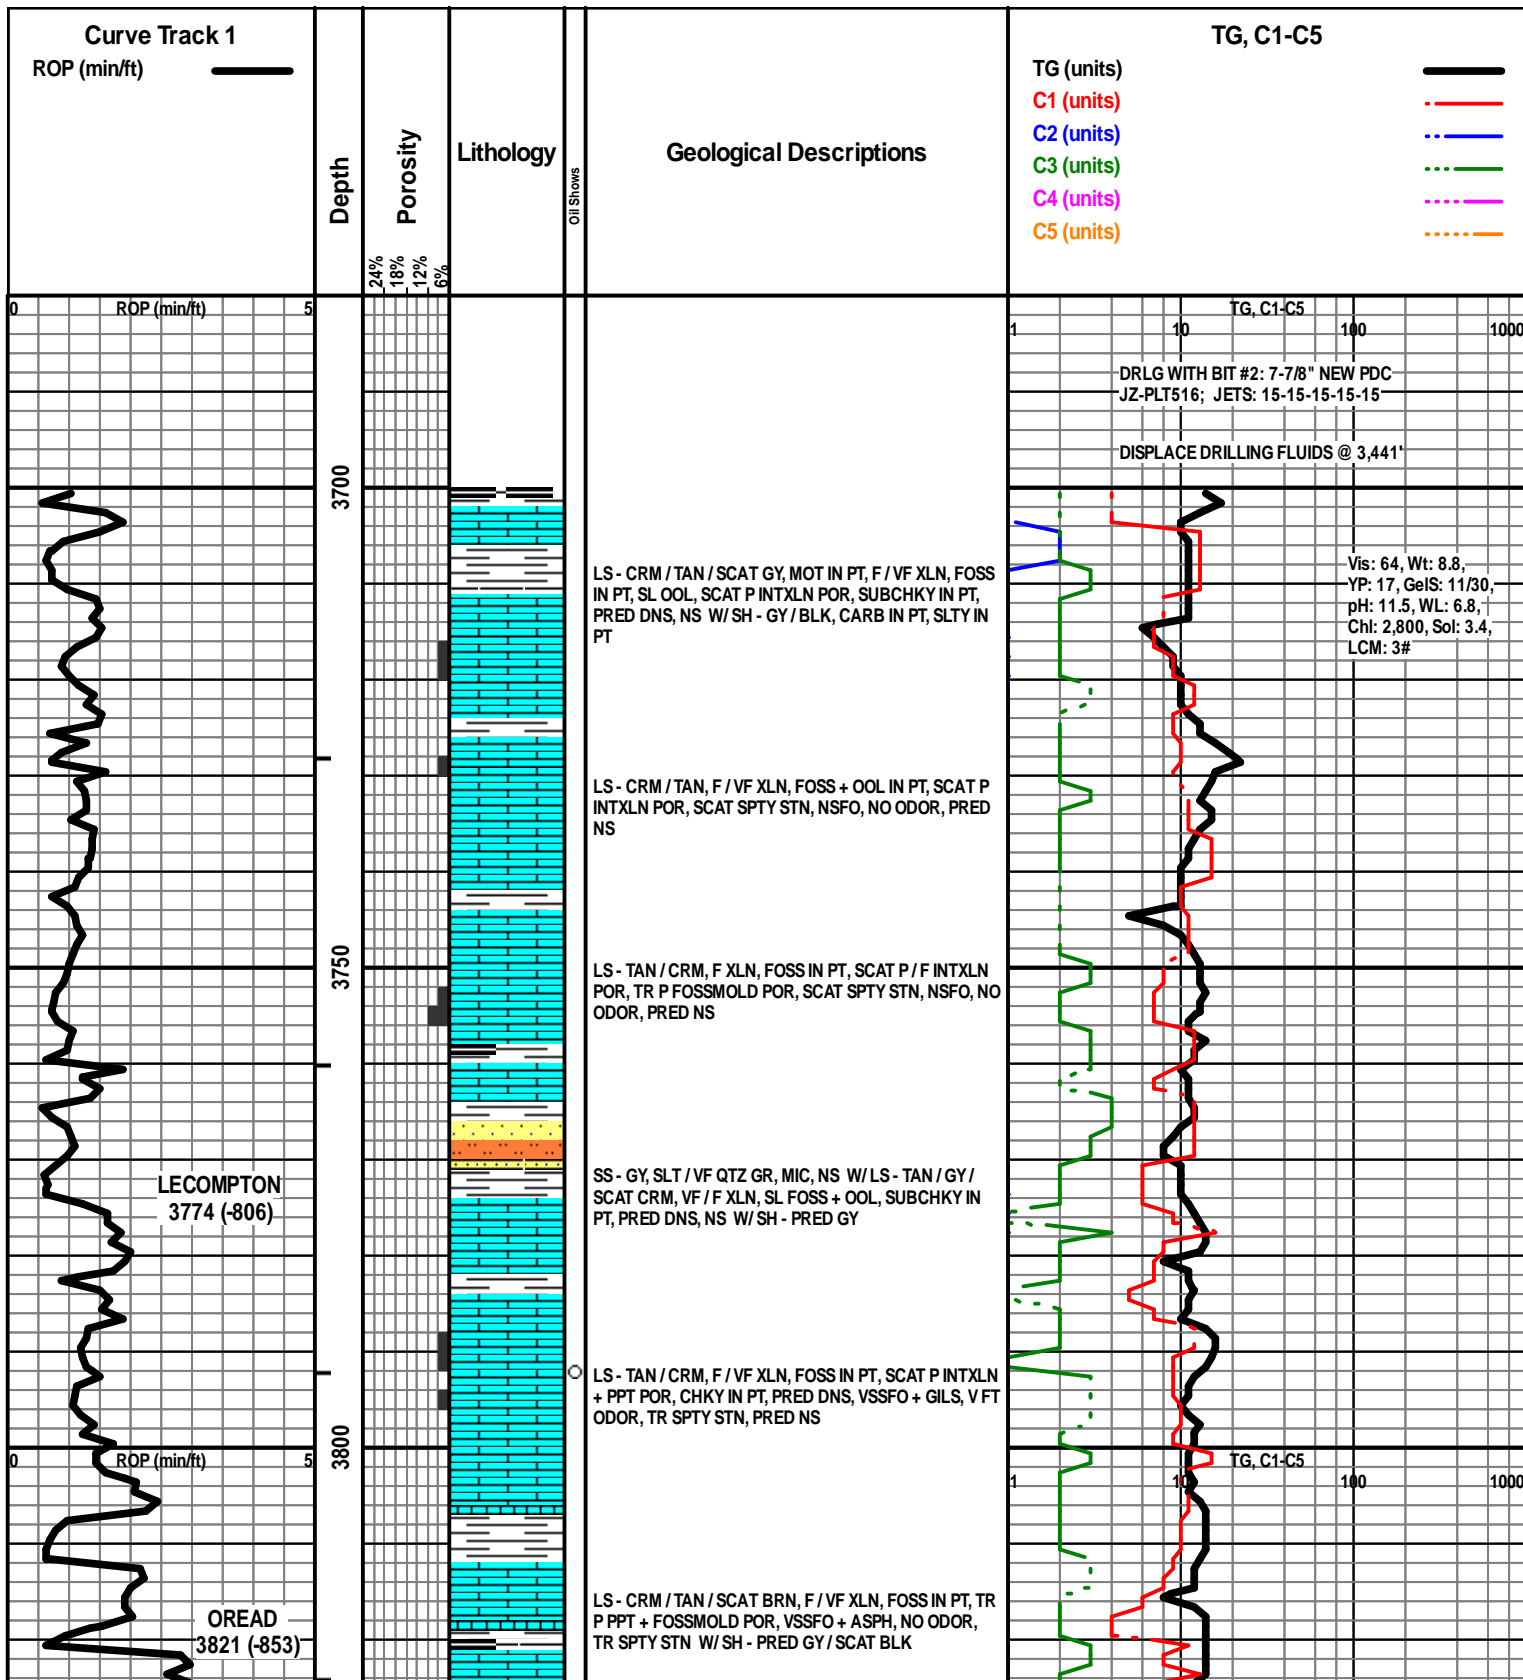 Curve Track 1
ROP (min/ft)
Depth
Porosity
24%
18%
12%
6%
Lithology
Oil Shows
Geological Descriptions
TG, C1-C5
TG (units)
C1 (units)
C2 (units)
C3 (units)
C4 (units)
C5 (units)
0 ROP (min/ft) 5
TG, C1-C5
1 10 100 1000
DRLG WITH BIT #2: 7-7/8" NEW PDC
JZ-PLT516; JETS: 15-15-15-15-15
DISPLACE DRILLING FLUIDS @ 3,441'
3700
Vis: 64, Wt: 8.8,
YP: 17, GelS: 11/30,
pH: 11.5, WL: 6.8,
Chl: 2,800, Sol: 3.4,
LCM: 3#
LS - CRM / TAN / SCAT GY, MOT IN PT, F / VF XLN, FOSS
IN PT, SL OOL, SCAT P INTXLN POR, SUBCHKY IN PT,
PRED DNS, NS W/ SH - GY / BLK, CARB IN PT, SLTY IN
PT
LS - CRM / TAN, F / VF XLN, FOSS + OOL IN PT, SCAT P
INTXLN POR, SCAT SPTY STN, NSFO, NO ODOR, PRED
NS
3750
LS - TAN / CRM, F XLN, FOSS IN PT, SCAT P / F INTXLN
POR, TR P FOSSMOLD POR, SCAT SPTY STN, NSFO, NO
ODOR, PRED NS
LECOMPTON
3774 (-806)
SS - GY, SLT / VF QTZ GR, MIC, NS W/ LS - TAN / GY /
SCAT CRM, VF / F XLN, SL FOSS + OOL, SUBCHKY IN
PT, PRED DNS, NS W/ SH - PRED GY
LS - TAN / CRM, F / VF XLN, FOSS IN PT, SCAT P INTXLN
+ PPT POR, CHKY IN PT, PRED DNS, VSSFO + GILS, V FT
ODOR, TR SPTY STN, PRED NS
3800
0 ROP (min/ft) 5
TG, C1-C5
1 10 100 1000
OREAD
3821 (-853)
LS - CRM / TAN / SCAT BRN, F / VF XLN, FOSS IN PT, TR
P PPT + FOSSMOLD POR, VSSFO + ASPH, NO ODOR,
TR SPTY STN W/ SH - PRED GY / SCAT BLK